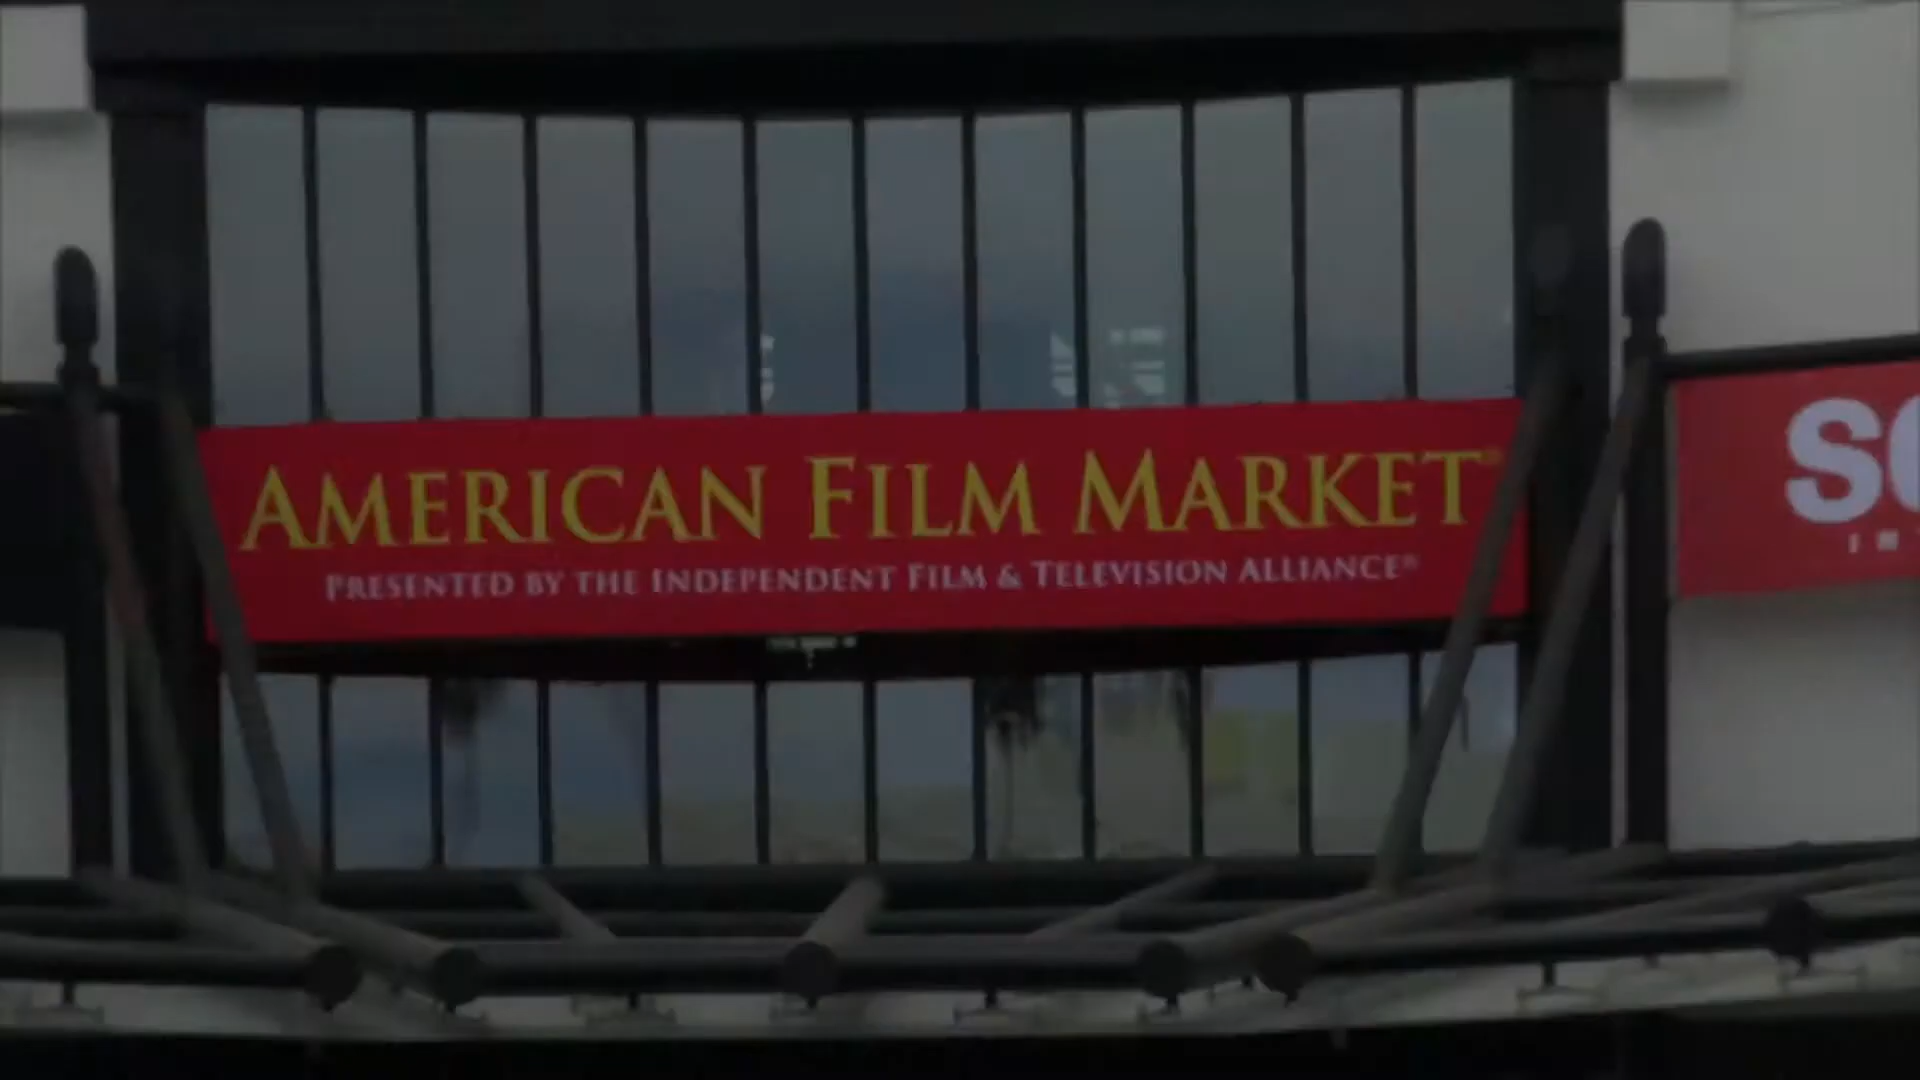 AMERICAN FILM MARKET®
PRESENTED BY THE INDEPENDENT FILM & TELEVISION ALLIANCE®